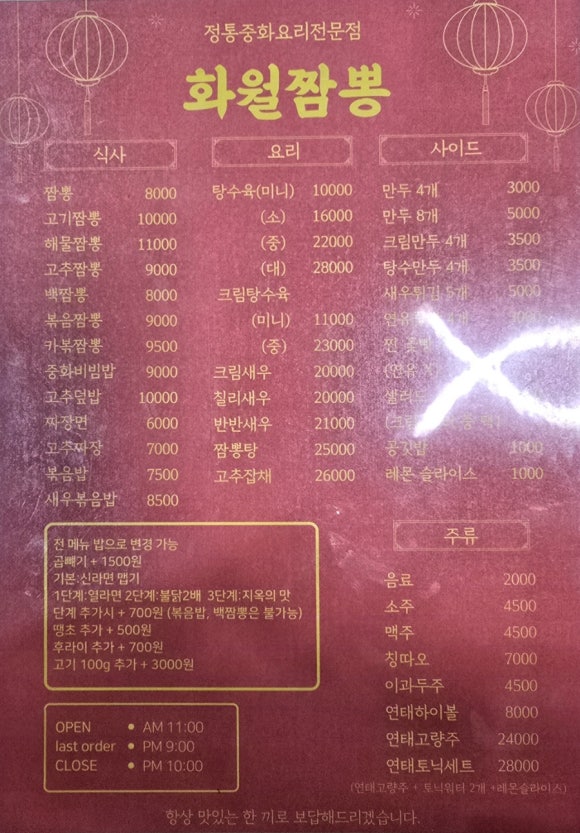 정통중화요리전문점
화월짬뽕
식사
짬뽕 8000
고기짬뽕 10000
해물짬뽕 11000
고추짬뽕 9000
백짬뽕 8000
볶음짬뽕 9000
카볶짬뽕 9500
중화비빔밥 9000
고추덮밥 10000
짜장면 6000
고추짜장 7000
볶음밥 7500
새우볶음밥 8500
요리
탕수육(미니) 10000
(소) 16000
(중) 22000
(대) 28000
크림탕수육
(미니) 11000
(중) 23000
크림새우 20000
칠리새우 20000
반반새우 21000
짬뽕탕 25000
고추잡채 26000
사이드
만두 4개 3000
만두 8개 5000
크림만두 4개 3500
탕수만두 4개 3500
새우튀김 5개 5000
공깃밥 1000
레몬 슬라이스 1000
전 메뉴 밥으로 변경 가능
곱빼기 + 1500원
기본:신라면 맵기
1단계:열라면 2단계:불닭2배 3단계:지옥의 맛
단계 추가시 + 700원 (볶음밥, 백짬뽕은 불가능)
땡초 추가 + 500원
후라이 추가 + 700원
고기 100g 추가 + 3000원
OPEN • AM 11:00
last order • PM 9:00
CLOSE • PM 10:00
주류
음료 2000
소주 4500
맥주 4500
칭따오 7000
이과두주 4500
연태하이볼 8000
연태고량주 24000
연태토닉세트 28000
(연태고량주 + 토닉워터 2개 +레몬슬라이스)
항상 맛있는 한 끼로 보답해드리겠습니다.